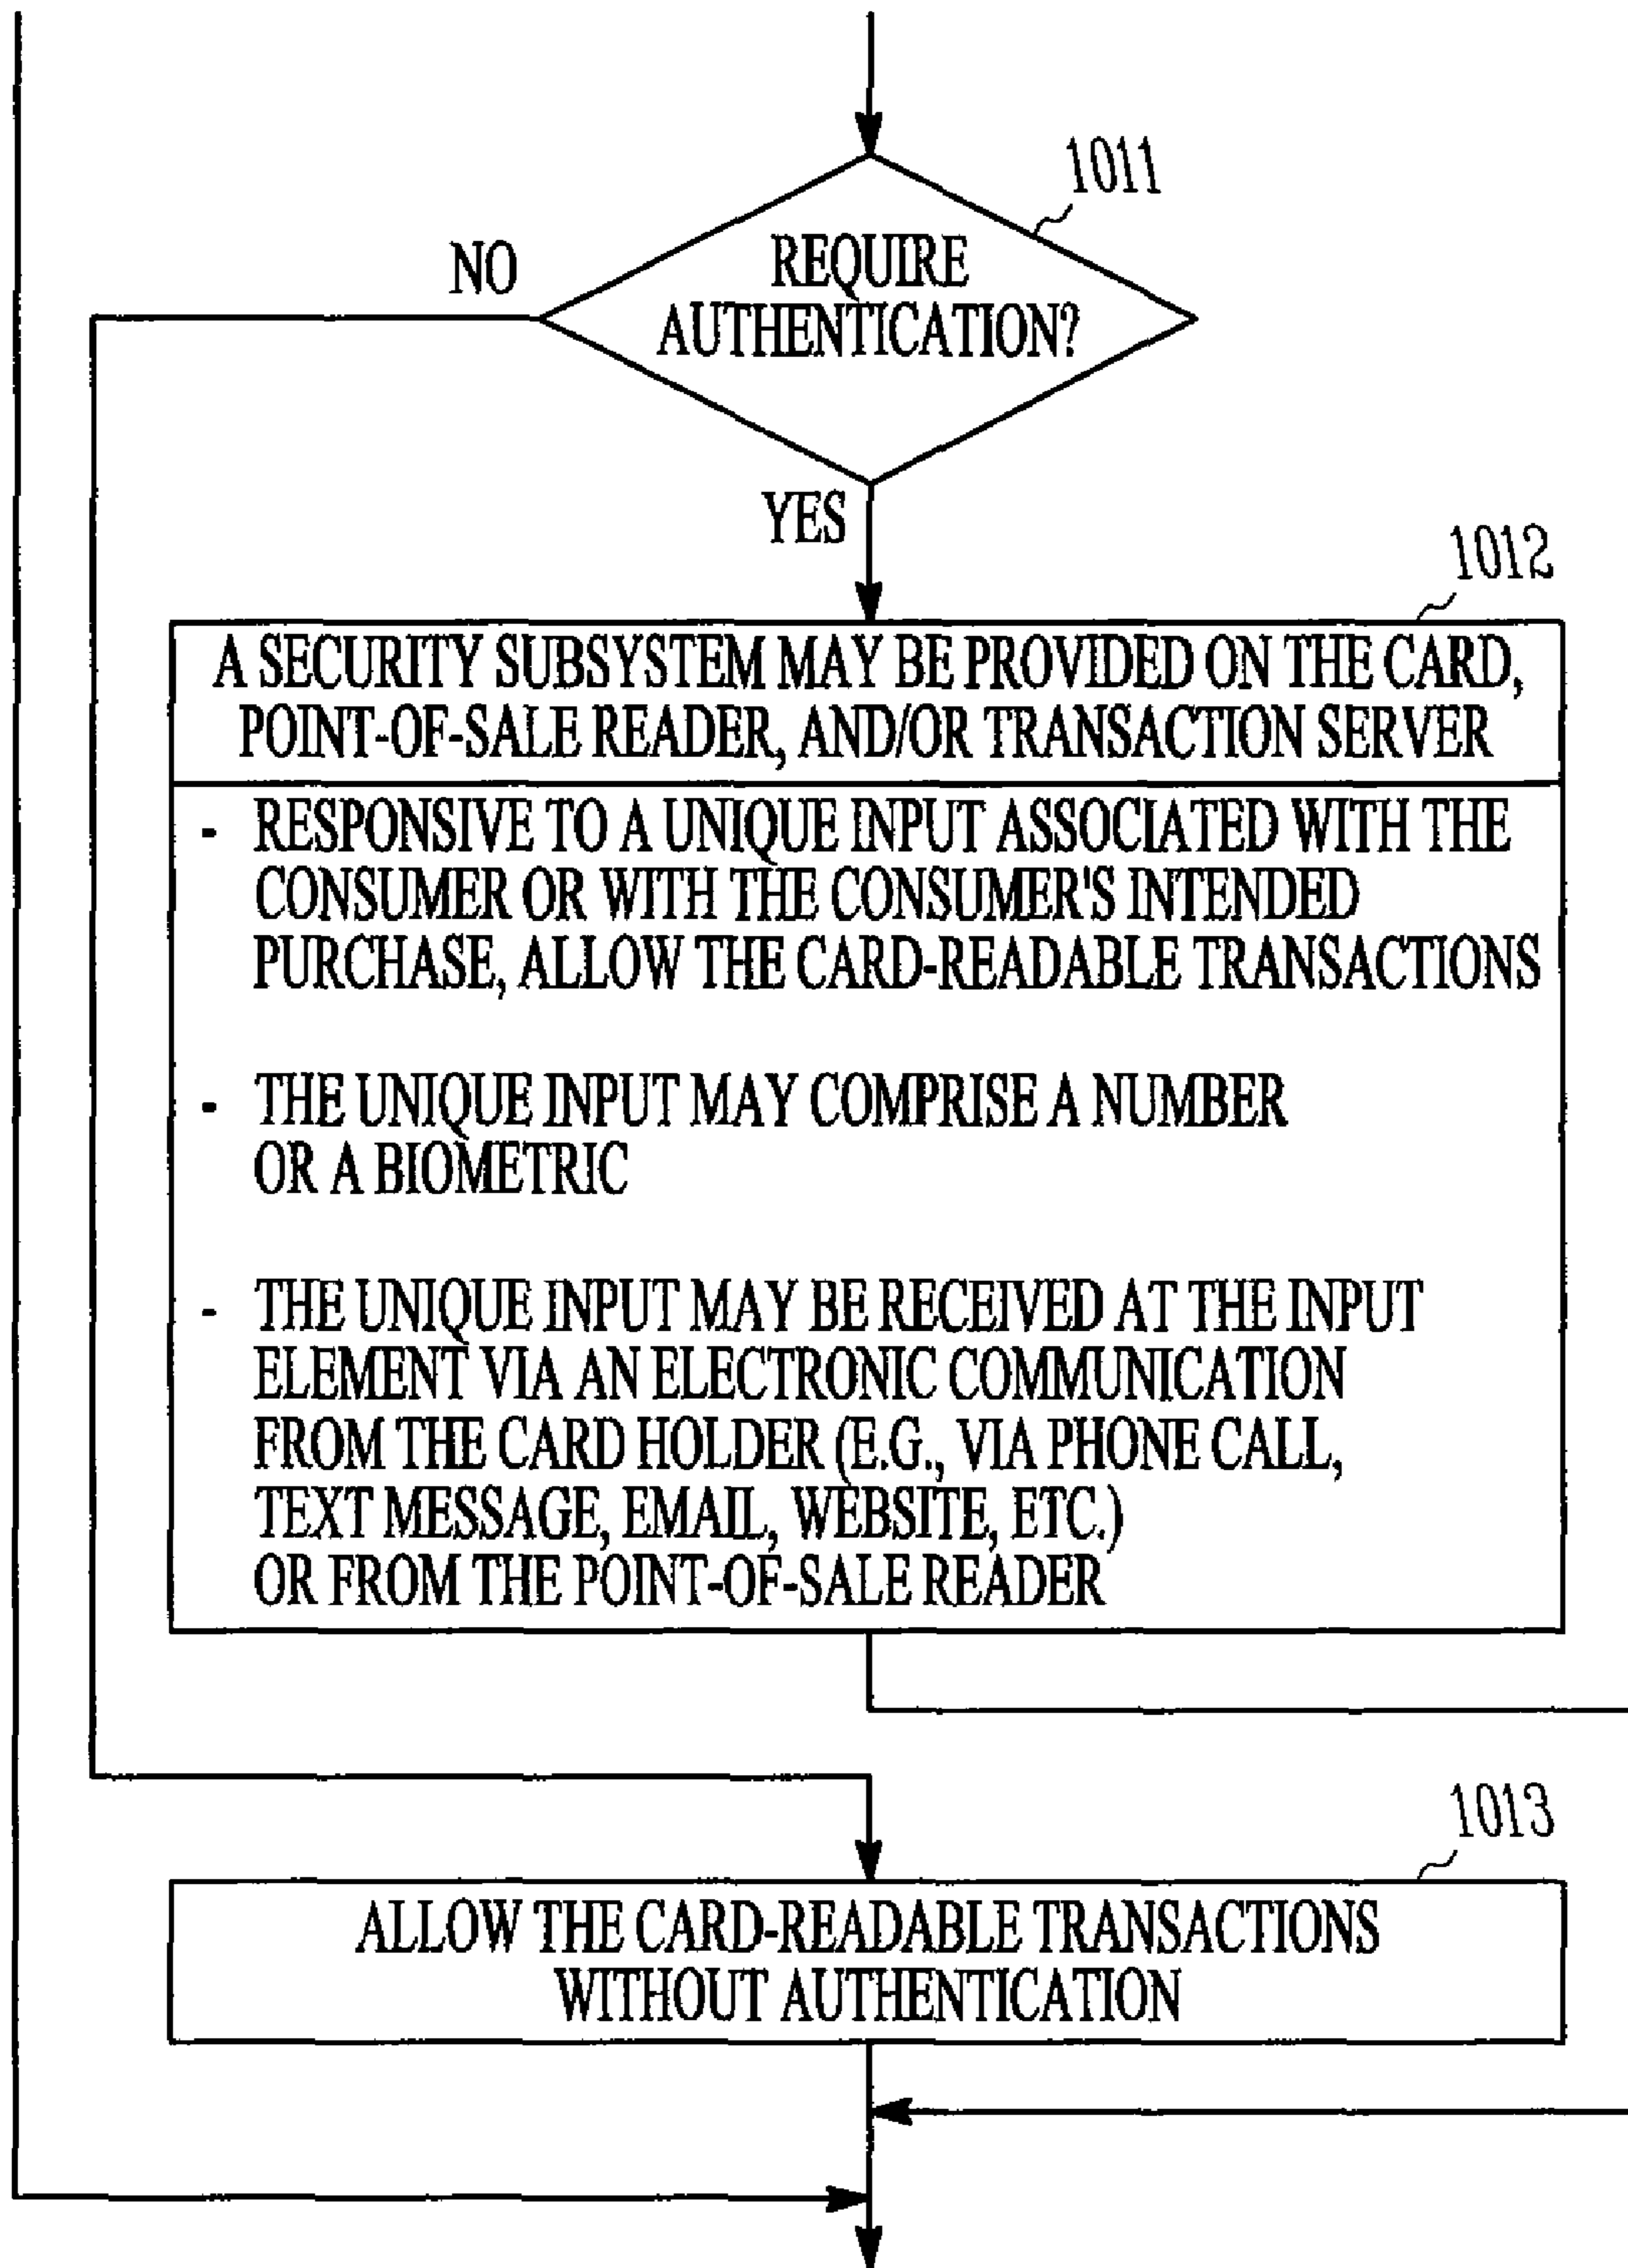 1011
REQUIRE
AUTHENTICATION?
NO
YES
1012
A SECURITY SUBSYSTEM MAY BE PROVIDED ON THE CARD,
POINT-OF-SALE READER, AND/OR TRANSACTION SERVER
- RESPONSIVE TO A UNIQUE INPUT ASSOCIATED WITH THE
CONSUMER OR WITH THE CONSUMER'S INTENDED
PURCHASE, ALLOW THE CARD-READABLE TRANSACTIONS
- THE UNIQUE INPUT MAY COMPRISE A NUMBER
OR A BIOMETRIC
- THE UNIQUE INPUT MAY BE RECEIVED AT THE INPUT
ELEMENT VIA AN ELECTRONIC COMMUNICATION
FROM THE CARD HOLDER (E.G., VIA PHONE CALL,
TEXT MESSAGE, EMAIL, WEBSITE, ETC.)
OR FROM THE POINT-OF-SALE READER
1013
ALLOW THE CARD-READABLE TRANSACTIONS
WITHOUT AUTHENTICATION